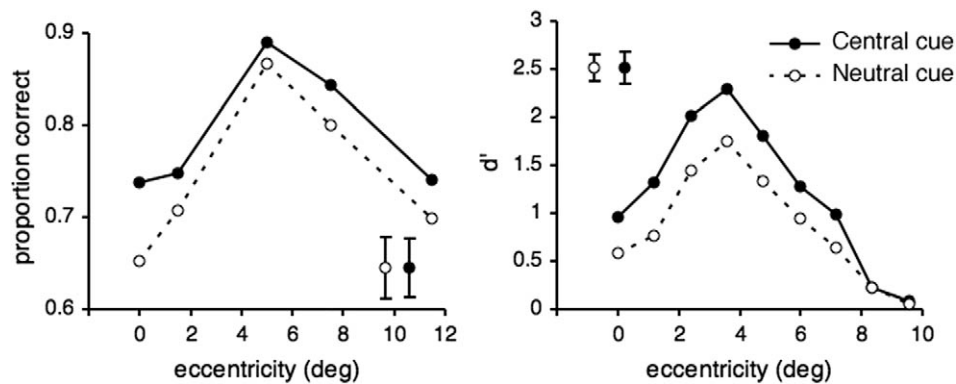 0.9
0.8
0.7
0.6
proportion correct
0 2 4 6 8 10 12
eccentricity (deg)
3
2.5
2
1.5
1
0.5
0
d'
0 2 4 6 8 10
eccentricity (deg)
Central cue
Neutral cue